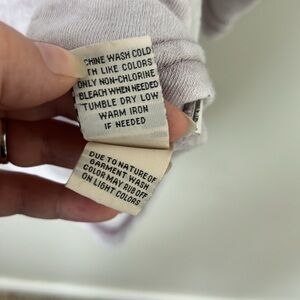 CHINE WASH COLD
TH LIKE COLORS
ONLY NON-CHLORINE
BLEACH WHEN NEEDED
TUMBLE DRY LOW
WARM IRON
IF NEEDED
DUE TO NATURE OF
GARMENT WASH
COLOR MAY RUB OFF
ON LIGHT COLORS